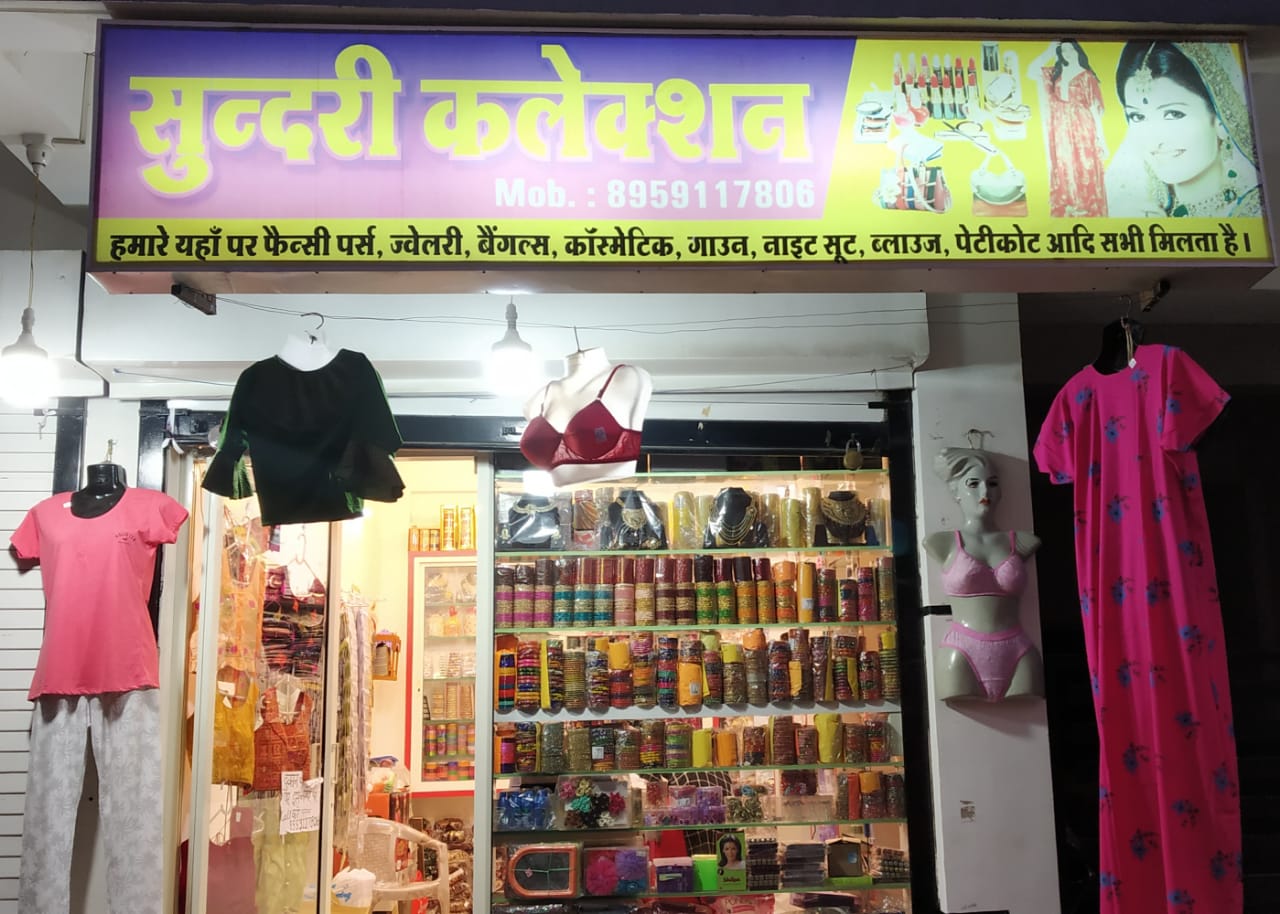 सुन्दरी कलेक्शन
Mob. : 8959117806
हमारे यहाँ पर फैन्सी पर्स, ज्वेलरी, बैंगल्स, कॉस्मेटिक, गाउन, नाइट सूट, ब्लाउज, पेटीकोट आदि सभी मिलता है।